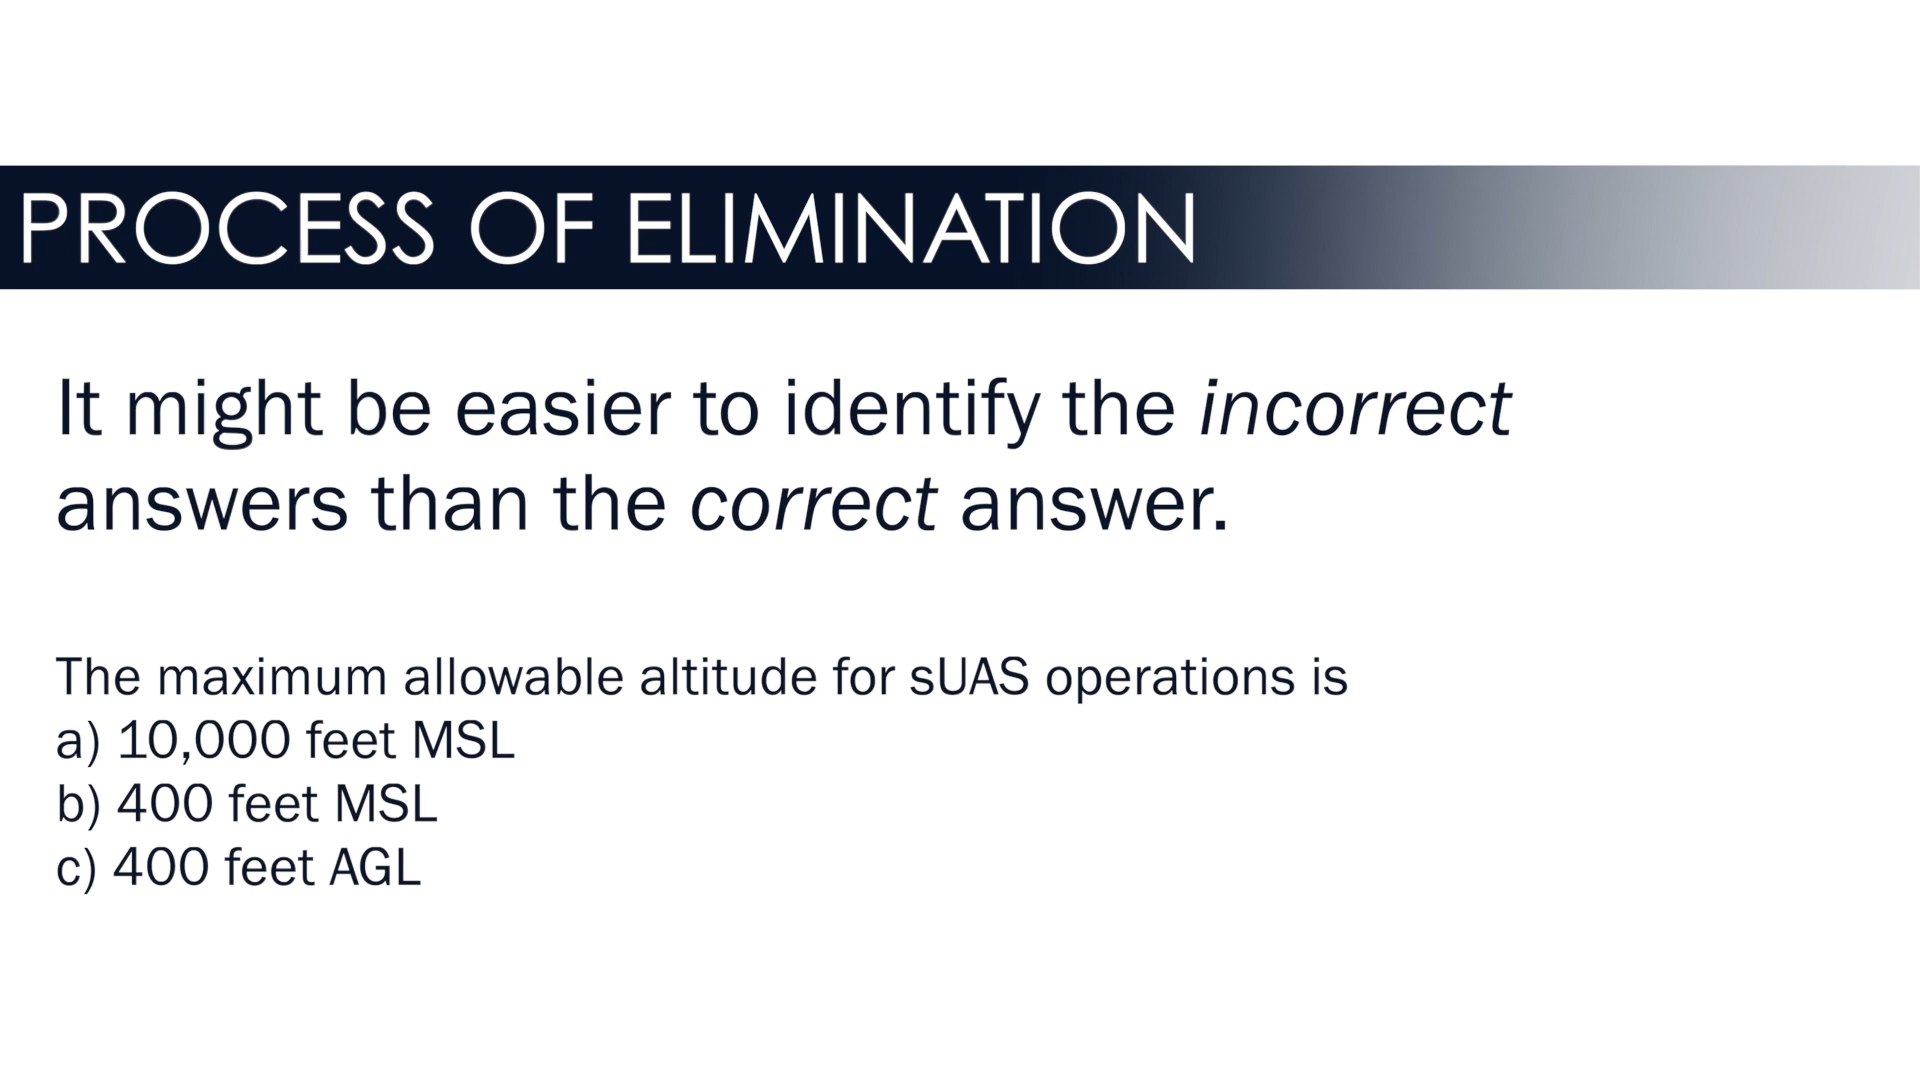 PROCESS OF ELIMINATION
It might be easier to identify the incorrect
answers than the correct answer.
The maximum allowable altitude for sUAS operations is
a) 10,000 feet MSL
b) 400 feet MSL
c) 400 feet AGL